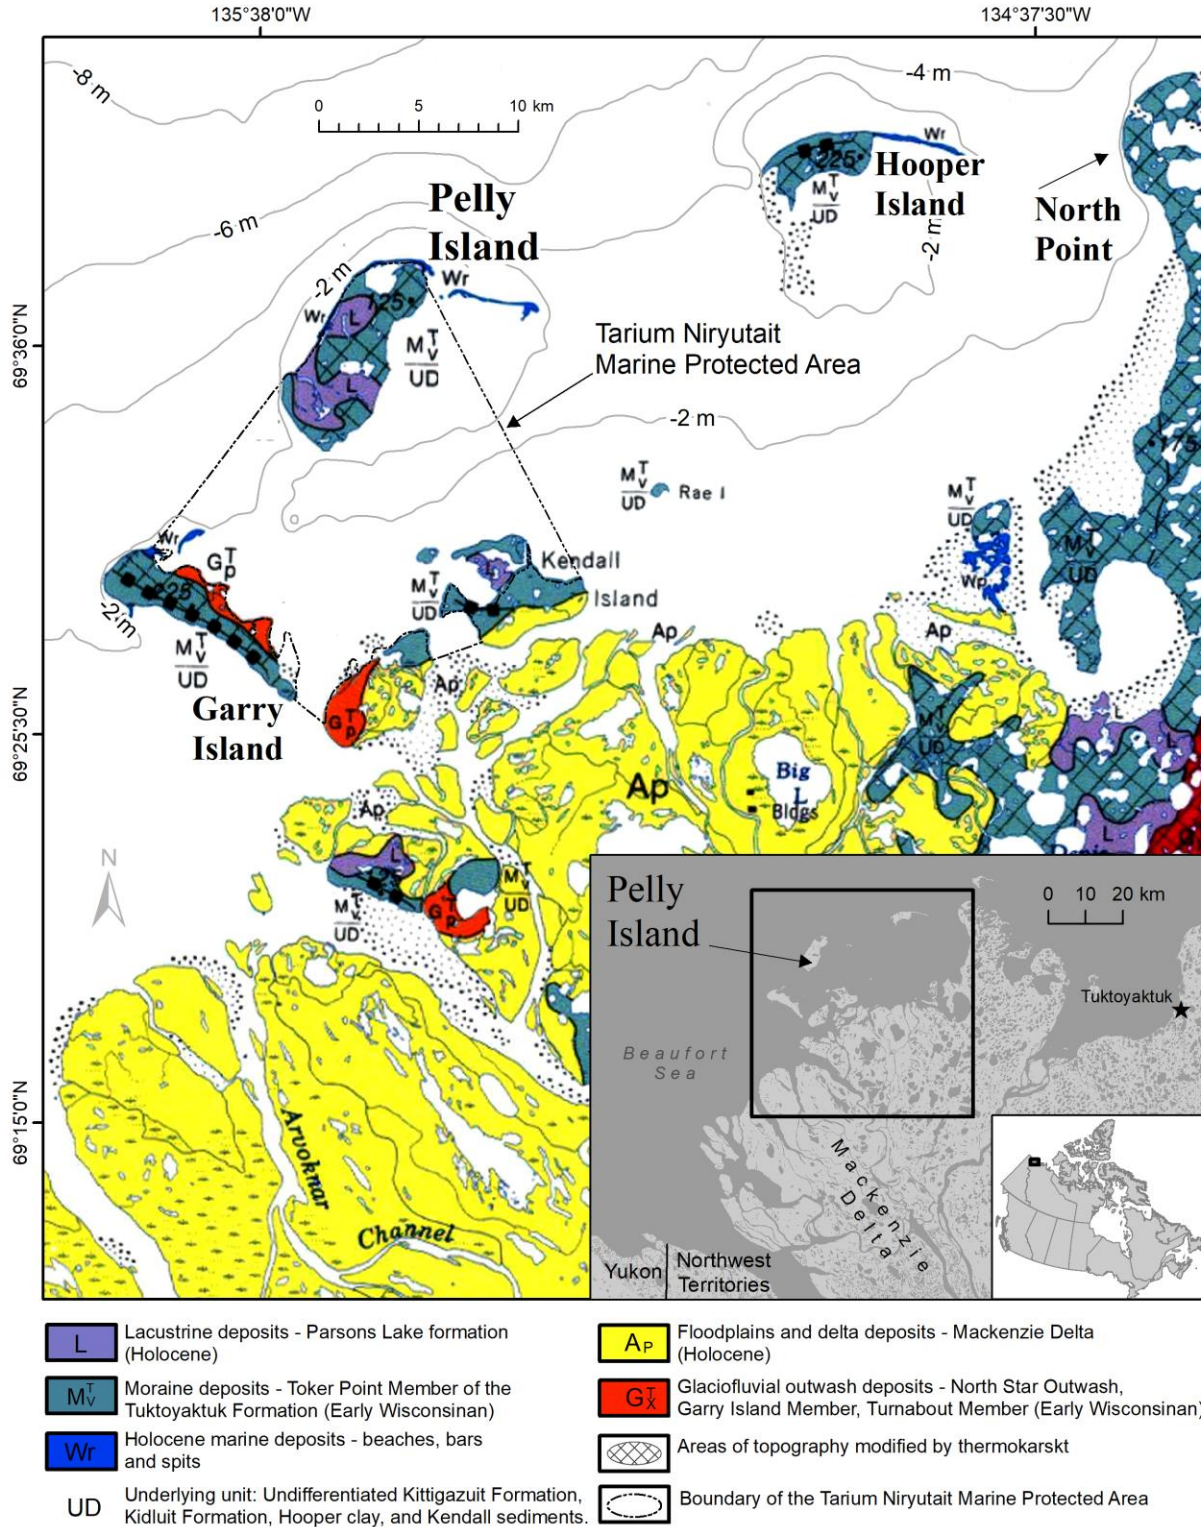 135°38'0"W
134°37'30"W
-8 m
-4 m
0 5 10 km
Wr
225
Hooper
Island
M T V
UD
North
Point
Pelly
Island
-6 m
-2 m
-2 m
Wr
Wr
125
L
L
M T V
UD
69°36'0"N
Tarium Niryutait
Marine Protected Area
-2 m
175
M T V
UD
Rae I
M T V
UD
Wr
G T p
225
-2 m
M T V
UD
Garry
Island
L
Kendall
Island
M T V
UD
Wp
M T V
UD
Ap
Ap
Ap
G T p
69°25'30"N
M T V
UD
L
L
L
Ap
Big
L
Bldgs
Ap
L
M T V
UD
G T p
M T V
UD
N
69°15'0"N
Arvoknar
Channel
Pelly
Island
0 10 20 km
Tuktoyaktuk
Beaufort
Sea
Mackenzie
Delta
Yukon
Northwest
Territories
L
Lacustrine deposits - Parsons Lake formation
(Holocene)
M T V
Moraine deposits - Toker Point Member of the
Tuktoyaktuk Formation (Early Wisconsinan)
Wr
Holocene marine deposits - beaches, bars
and spits
UD
Underlying unit: Undifferentiated Kittigazuit Formation,
Kidluit Formation, Hooper clay, and Kendall sediments.
AP
Floodplains and delta deposits - Mackenzie Delta
(Holocene)
G T X
Glaciofluvial outwash deposits - North Star Outwash,
Garry Island Member, Turnabout Member (Early Wisconsinan)
Areas of topography modified by thermokarskt
Boundary of the Tarium Niryutait Marine Protected Area